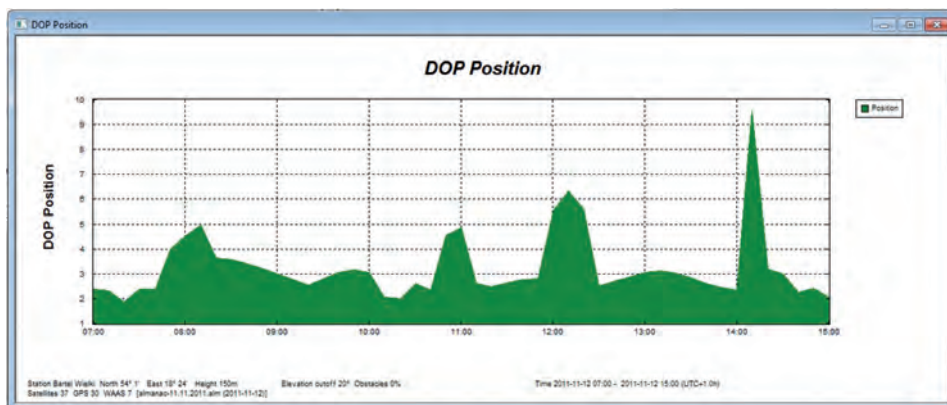 DOP Position
DOP Position
Position
DOP Position
10
9
8
7
6
5
4
3
2
1
07:00 08:00 09:00 10:00 11:00 12:00 13:00 14:00 15:00
Station Bartel Wielki North 54° 1' East 18° 24' Height 150m Elevation cutoff 20° Obstacles 0% Time 2011-11-12 07:00 - 2011-11-12 15:00 (UTC+1.0h)
Satellites 37 GPS 30 WAAS 7 [almanac-11.11.2011.alm (2011-11-12)]